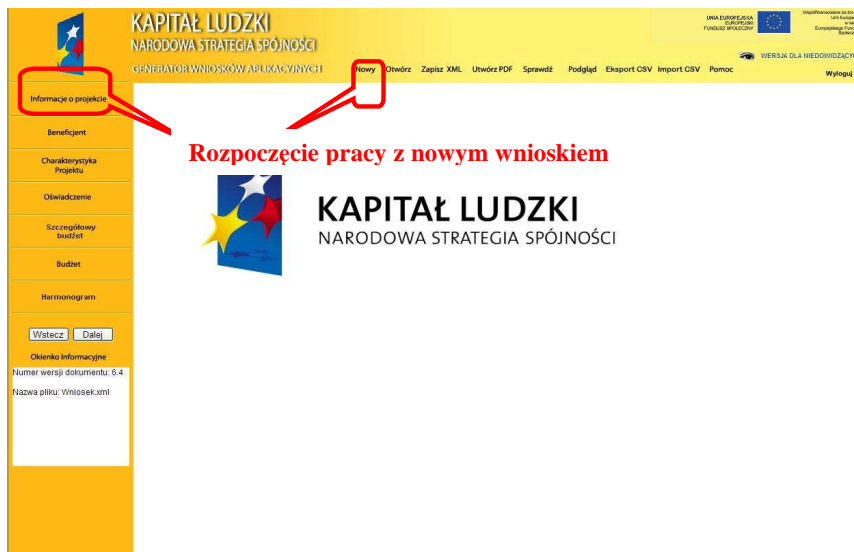 KAPITAŁ LUDZKI
NARODOWA STRATEGIA SPÓJNOŚCI
GENERATOR WNIOSKÓW APLIKACYJNYCH
UNIA EUROPEJSKA
EUROPEJSKI
FUNDUSZ SPOŁECZNY
WERSJA DLA NIEDOWIDZĄCYCH
Nowy Otwórz Zapisz XML Utwórz PDF Sprawdź Podgląd Eksport CSV Import CSV Pomoc
Wyloguj
Informacje o projekcie
Beneficjent
Charakterystyka
Projektu
Oświadczenie
Szczegółowy
budżet
Budżet
Harmonogram
Wstecz Dalej
Okienko Informacyjne
Numer wersji dokumentu: 6.4
Nazwa pliku: Wniosek.xml
Rozpoczęcie pracy z nowym wnioskiem
KAPITAŁ LUDZKI
NARODOWA STRATEGIA SPÓJNOŚCI